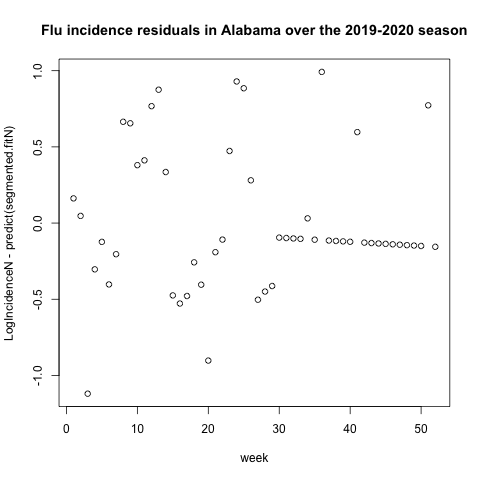 Flu incidence residuals in Alabama over the 2019-2020 season
LogIncidenceN - predict(segmented.fitN)
1.0
0.5
0.0
-0.5
-1.0
0 10 20 30 40 50
week